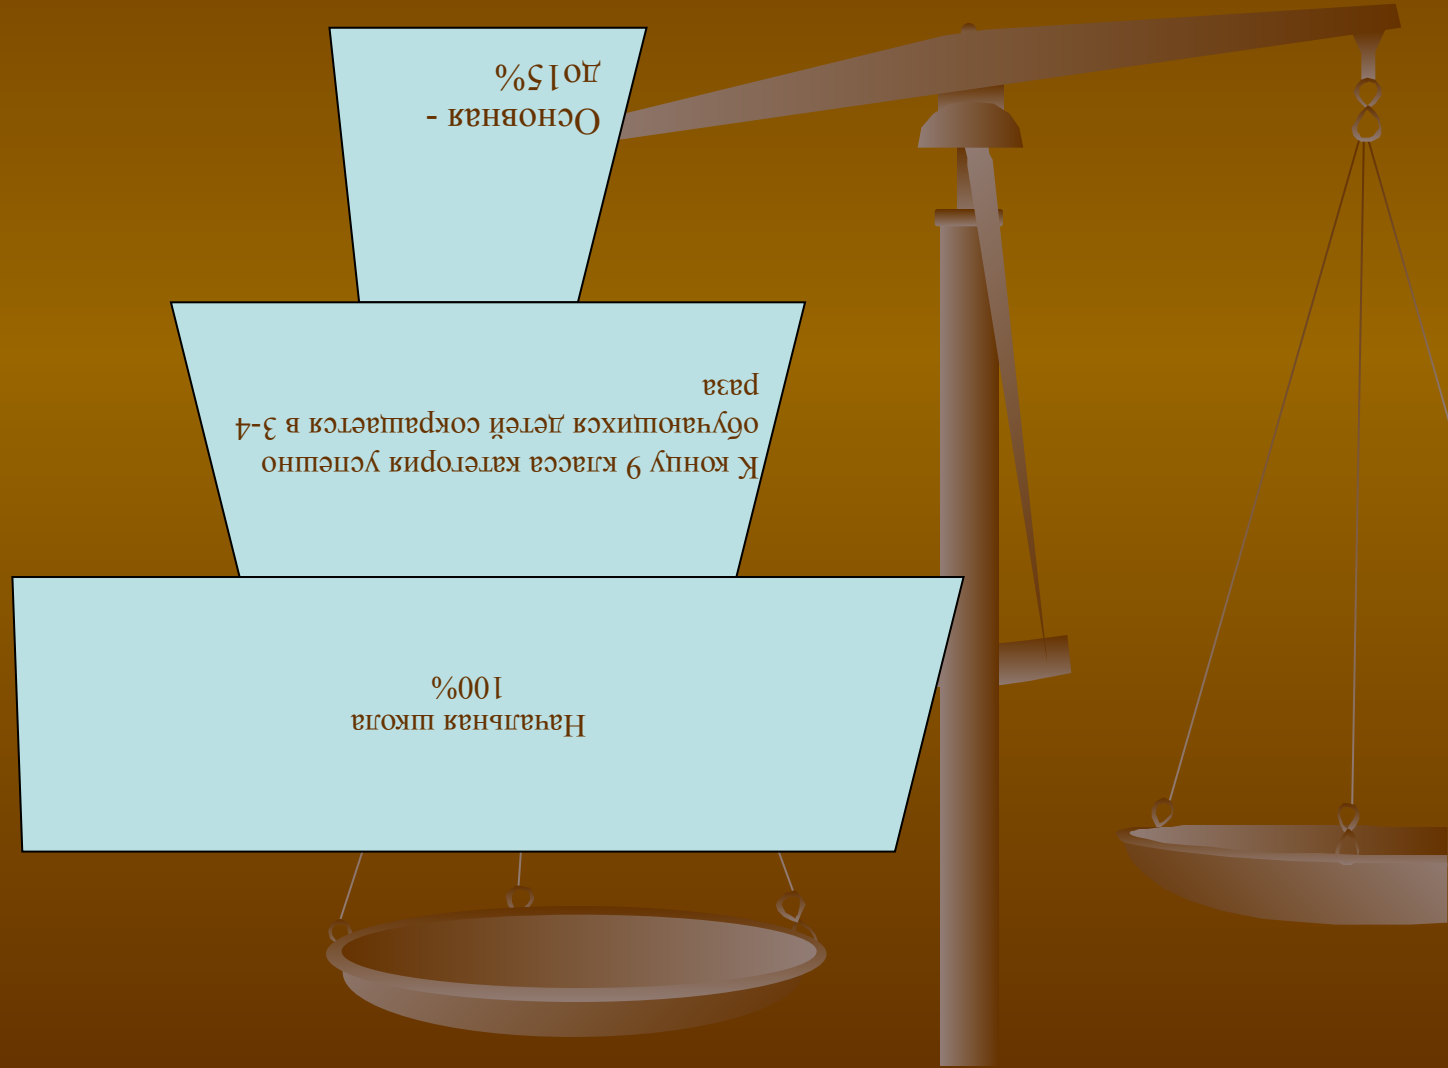 Основная -
до15%
К концу 9 класса категория успешно
обучающихся детей сокращается в 3-4
раза
Начальная школа
100%